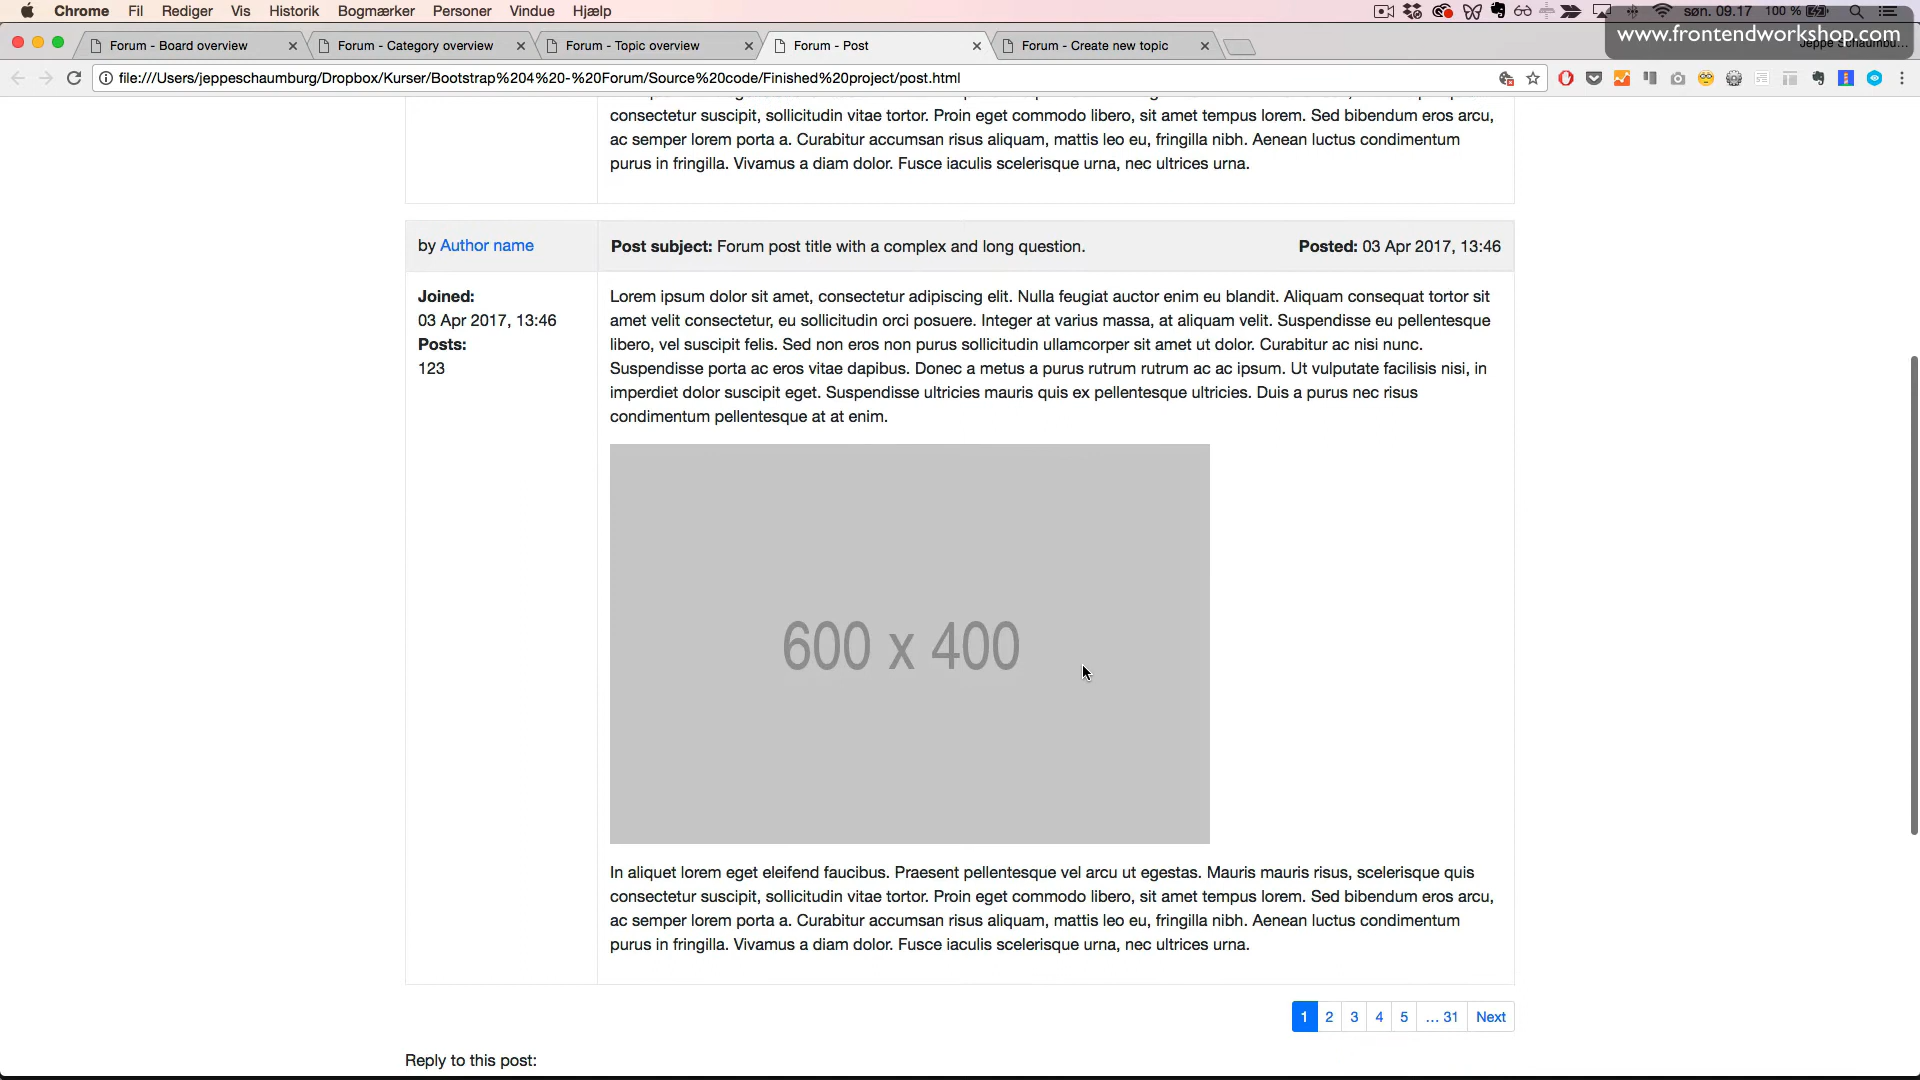 Chrome Fil Rediger Vis Historik Bogmærker Personer Vindue Hjælp søn. 09.17 100 %
www.frontendworkshop.com
Forum - Board overview Forum - Category overview Forum - Topic overview Forum - Post Forum - Create new topic
file:///Users/jeppeschaumburg/Dropbox/Kurser/Bootstrap%204%20-%20Forum/Source%20code/Finished%20project/post.html
consectetur suscipit, sollicitudin vitae tortor. Proin eget commodo libero, sit amet tempus lorem. Sed bibendum eros arcu,
ac semper lorem porta a. Curabitur accumsan risus aliquam, mattis leo eu, fringilla nibh. Aenean luctus condimentum
purus in fringilla. Vivamus a diam dolor. Fusce iaculis scelerisque urna, nec ultrices urna.
by Author name
Post subject: Forum post title with a complex and long question. Posted: 03 Apr 2017, 13:46
Joined:
03 Apr 2017, 13:46
Posts:
123
Lorem ipsum dolor sit amet, consectetur adipiscing elit. Nulla feugiat auctor enim eu blandit. Aliquam consequat tortor sit
amet velit consectetur, eu sollicitudin orci posuere. Integer at varius massa, at aliquam velit. Suspendisse eu pellentesque
libero, vel suscipit felis. Sed non eros non purus sollicitudin ullamcorper sit amet ut dolor. Curabitur ac nisi nunc.
Suspendisse porta ac eros vitae dapibus. Donec a metus a purus rutrum rutrum ac ac ipsum. Ut vulputate facilisis nisi, in
imperdiet dolor suscipit eget. Suspendisse ultricies mauris quis ex pellentesque ultricies. Duis a purus nec risus
condimentum pellentesque at at enim.
600 x 400
In aliquet lorem eget eleifend faucibus. Praesent pellentesque vel arcu ut egestas. Mauris mauris risus, scelerisque quis
consectetur suscipit, sollicitudin vitae tortor. Proin eget commodo libero, sit amet tempus lorem. Sed bibendum eros arcu,
ac semper lorem porta a. Curabitur accumsan risus aliquam, mattis leo eu, fringilla nibh. Aenean luctus condimentum
purus in fringilla. Vivamus a diam dolor. Fusce iaculis scelerisque urna, nec ultrices urna.
1 2 3 4 5 ... 31 Next
Reply to this post: